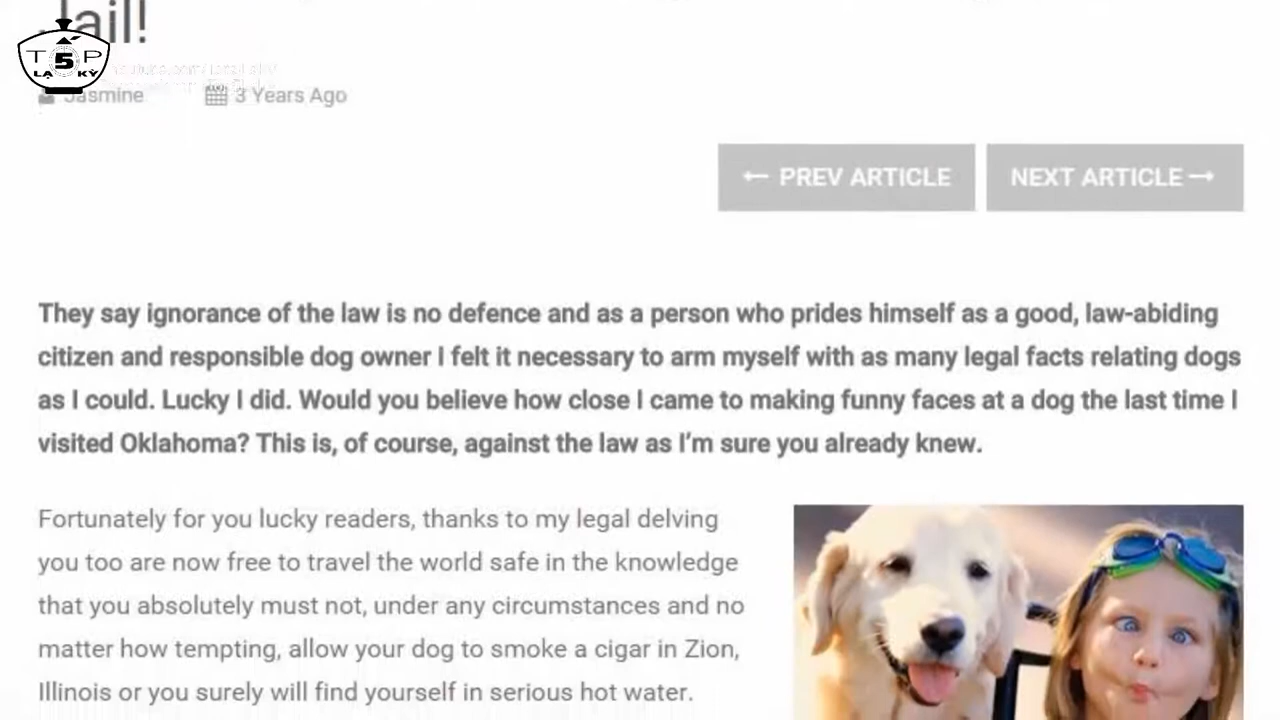 Jail!
TOP
5
LẠ KỲ
Jasmine
3 Years Ago
← PREV ARTICLE
NEXT ARTICLE →
They say ignorance of the law is no defence and as a person who prides himself as a good, law-abiding
citizen and responsible dog owner I felt it necessary to arm myself with as many legal facts relating dogs
as I could. Lucky I did. Would you believe how close I came to making funny faces at a dog the last time I
visited Oklahoma? This is, of course, against the law as I'm sure you already knew.
Fortunately for you lucky readers, thanks to my legal delving
you too are now free to travel the world safe in the knowledge
that you absolutely must not, under any circumstances and no
matter how tempting, allow your dog to smoke a cigar in Zion,
Illinois or you surely will find yourself in serious hot water.